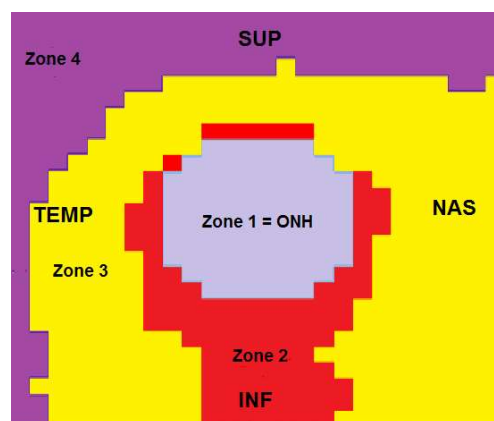 SUP
Zone 4
TEMP
NAS
Zone 1 = ONH
Zone 3
Zone 2
INF